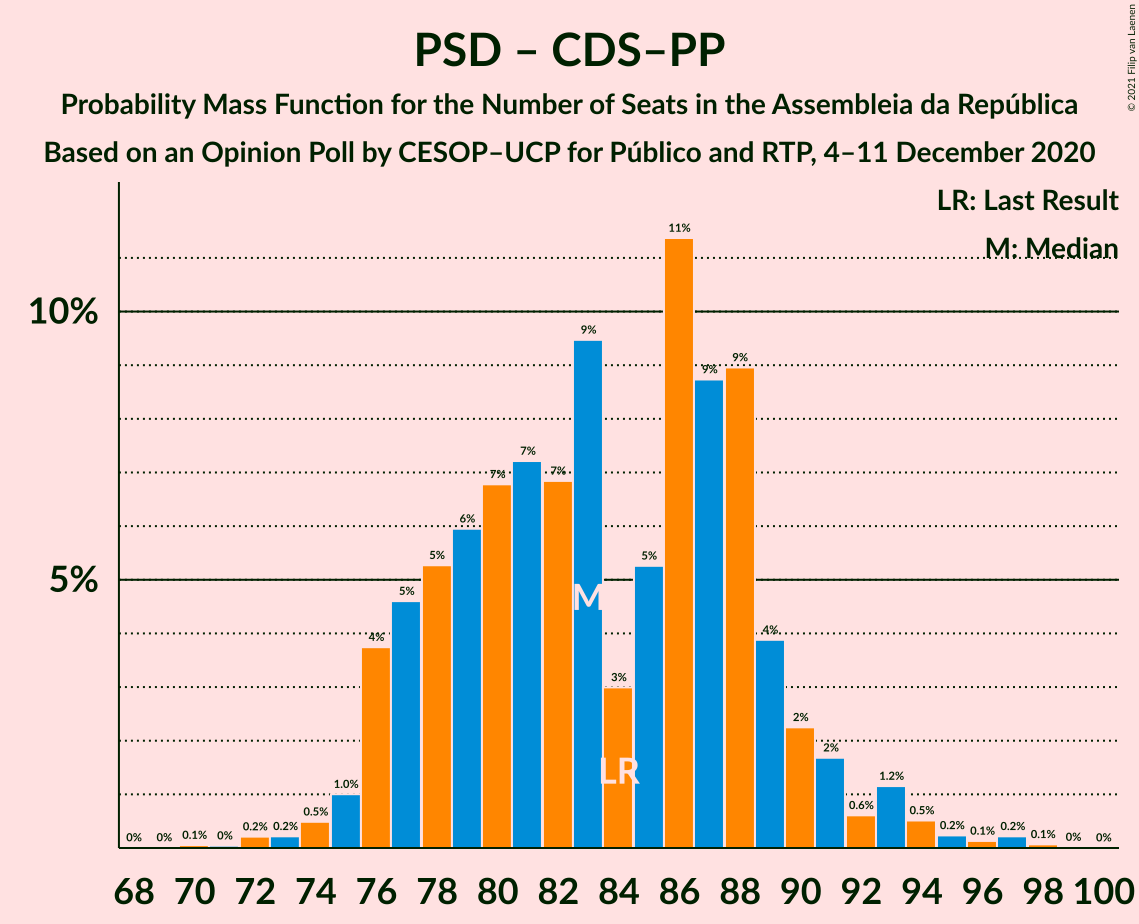 PSD – CDS–PP
Probability Mass Function for the Number of Seats in the Assembleia da República
Based on an Opinion Poll by CESOP–UCP for Público and RTP, 4–11 December 2020
© 2021 Filip van Laenen
LR: Last Result
M: Median
10%
5%
0% 0% 0.1% 0% 0.2% 0.2% 0.5% 1.0% 4% 5% 5% 6% 7% 7% 7% 9% 3% 5% 11% 9% 9% 4% 2% 2% 0.6% 1.2% 0.5% 0.2% 0.1% 0.2% 0.1% 0% 0%
M
LR
68 70 72 74 76 78 80 82 84 86 88 90 92 94 96 98 100